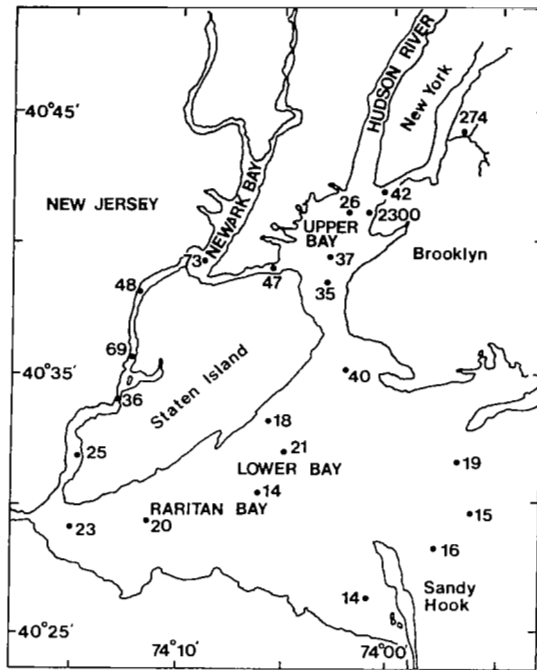 HUDSON RIVER
New York
40°45'
274
NEW JERSEY
NEWARK BAY
42
26
2300
UPPER
BAY
Brooklyn
73
37
47
48
35
69
40°35'
40
Staten Island
36
18
21
25
LOWER BAY
19
14
RARITAN BAY
15
23
20
16
Sandy
Hook
14
40°25'
74°10'
74°00'